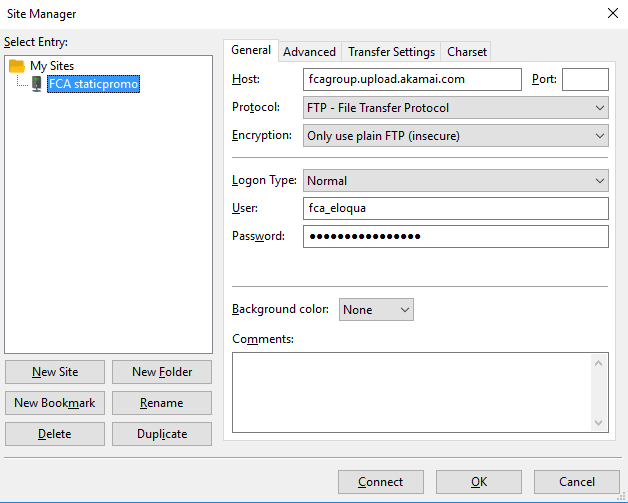 Site Manager
Select Entry:
My Sites
FCA staticpromo
New Site
New Folder
New Bookmark
Rename
Delete
Duplicate
General
Advanced
Transfer Settings
Charset
Host:
fcagroup.upload.akamai.com
Port:
Protocol:
FTP - File Transfer Protocol
Encryption:
Only use plain FTP (insecure)
Logon Type:
Normal
User:
fca_eloqua
Password:
●●●●●●●●●●●●●●●●
Background color:
None
Comments:
Connect
OK
Cancel